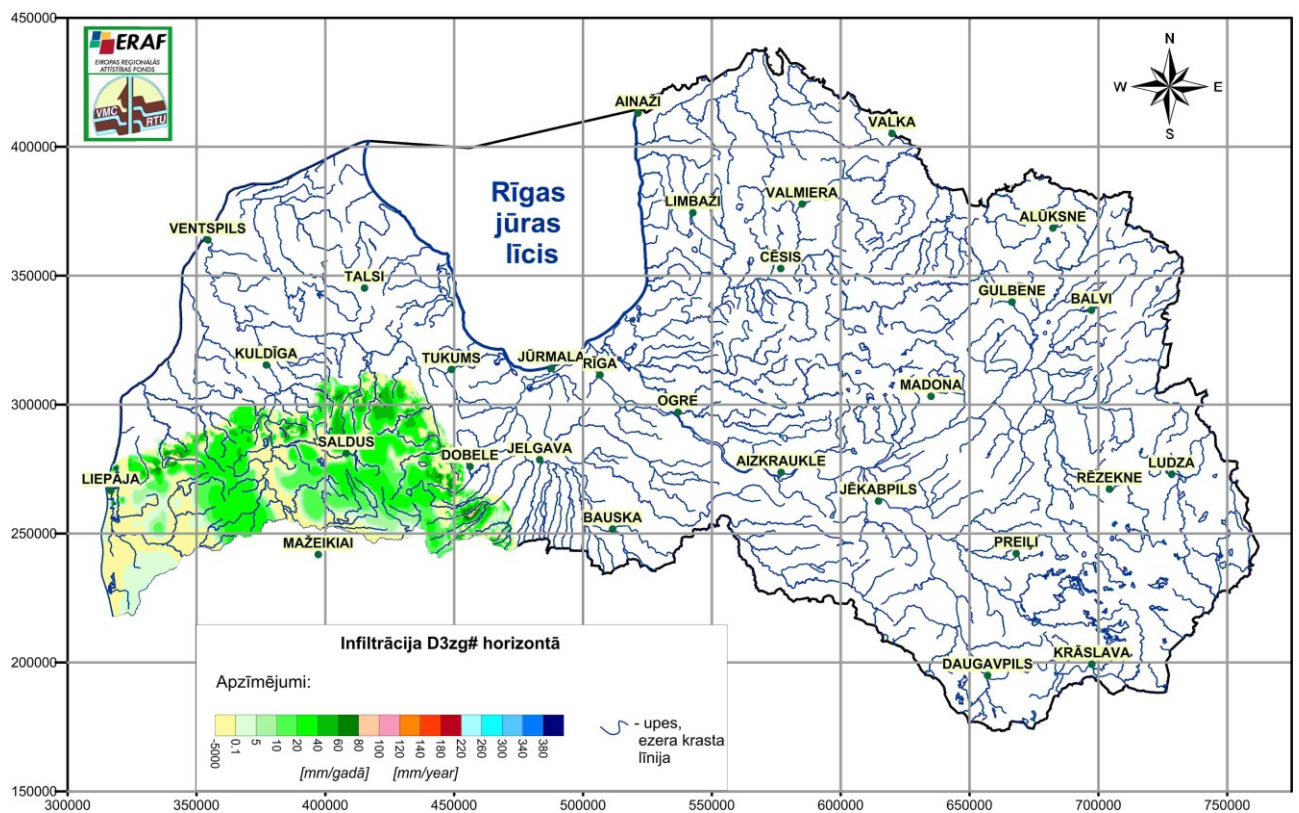 450000
400000
350000
300000
250000
200000
150000
300000
350000
400000
450000
500000
550000
600000
650000
700000
750000
ERAF
EIROPAS REĢIONĀLĀS
ATTĪSTĪBAS FONDS
VMC
RTU
N
W
E
S
AINAŽI
VALKA
Rīgas
jūras
līcis
LIMBAŽI
VALMIERA
ALŪKSNE
VENTSPILS
CĒSIS
TALSI
GULBENE
BALVI
KULDĪGA
TUKUMS
JŪRMALA
RĪGA
MADONA
OGRE
SALDUS
DOBELE
JELGAVA
AIZKRAUKLE
LUDZA
LIEPĀJA
RĒZEKNE
JĒKABPILS
BAUSKA
MAŽEIKIAI
PREIĻI
KRĀSLAVA
DAUGAVPILS
Infiltrācija D3zg# horizontā
Apzīmējumi:
-5000
0.1
5
10
20
40
60
80
100
120
140
180
220
260
300
340
380
[mm/gadā] [mm/year]
- upes,
ezera krasta
līnija